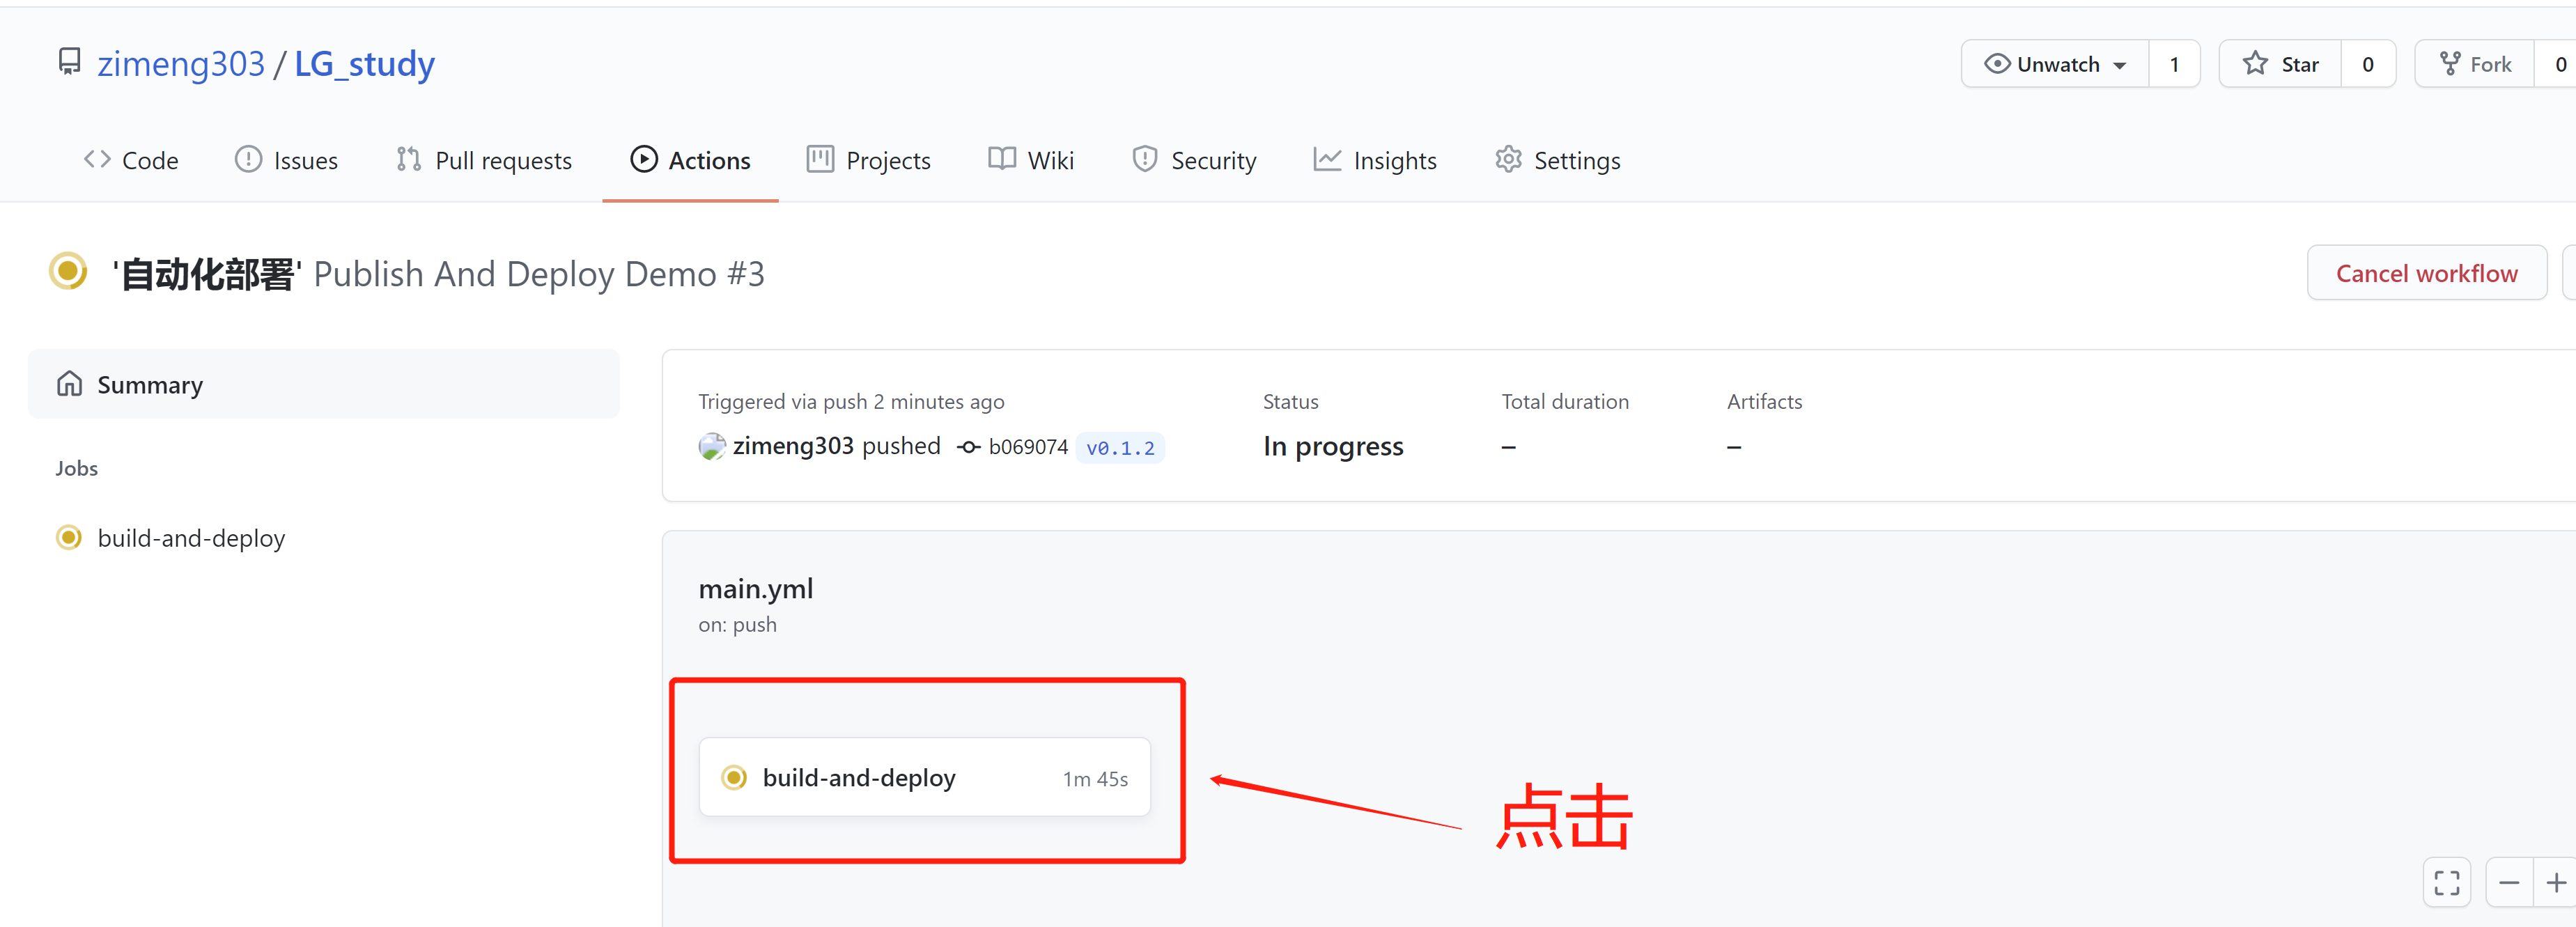 zimeng303 / LG_study
Unwatch 1
Star 0
Fork 0
Code
Issues
Pull requests
Actions
Projects
Wiki
Security
Insights
Settings
'自动化部署' Publish And Deploy Demo #3
Cancel workflow
Summary
Jobs
build-and-deploy
Triggered via push 2 minutes ago
zimeng303 pushed b069074 v0.1.2
Status
In progress
Total duration
–
Artifacts
–
main.yml
on: push
build-and-deploy 1m 45s
点击